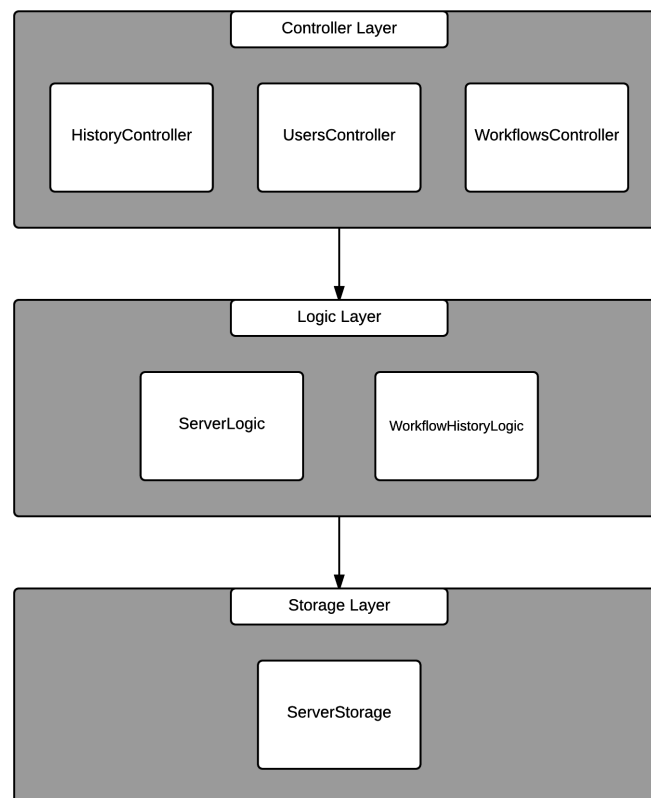 Controller Layer
HistoryController
UsersController
WorkflowsController
Logic Layer
ServerLogic
WorkflowHistoryLogic
Storage Layer
ServerStorage